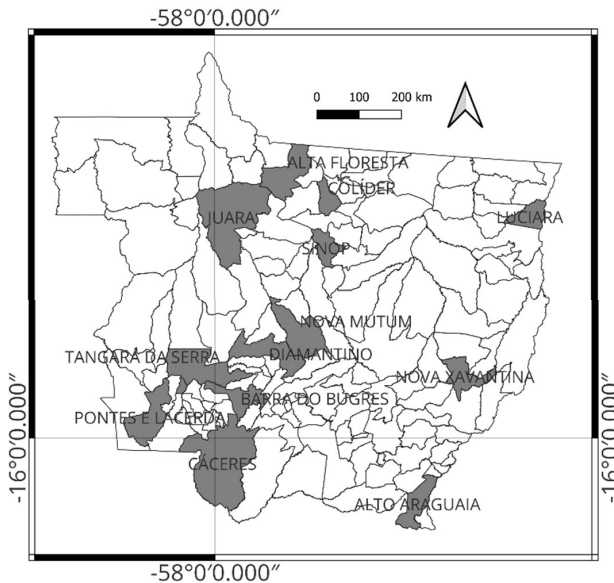 -58°0′0.000″
0 100 200 km
ALTA FLORESTA
COLÍDER
JUARA
LUCIARA
SINOP
NOVA MUTUM
TANGARÁ DA SERRA
DIAMANTINO
NOVA XAVANTINA
BARRA DO BUGRES
PONTES E LACERDA
-16°0′0.000″
-16°0′0.000″
CÁCERES
ALTO ARAGUAIA
-58°0′0.000″